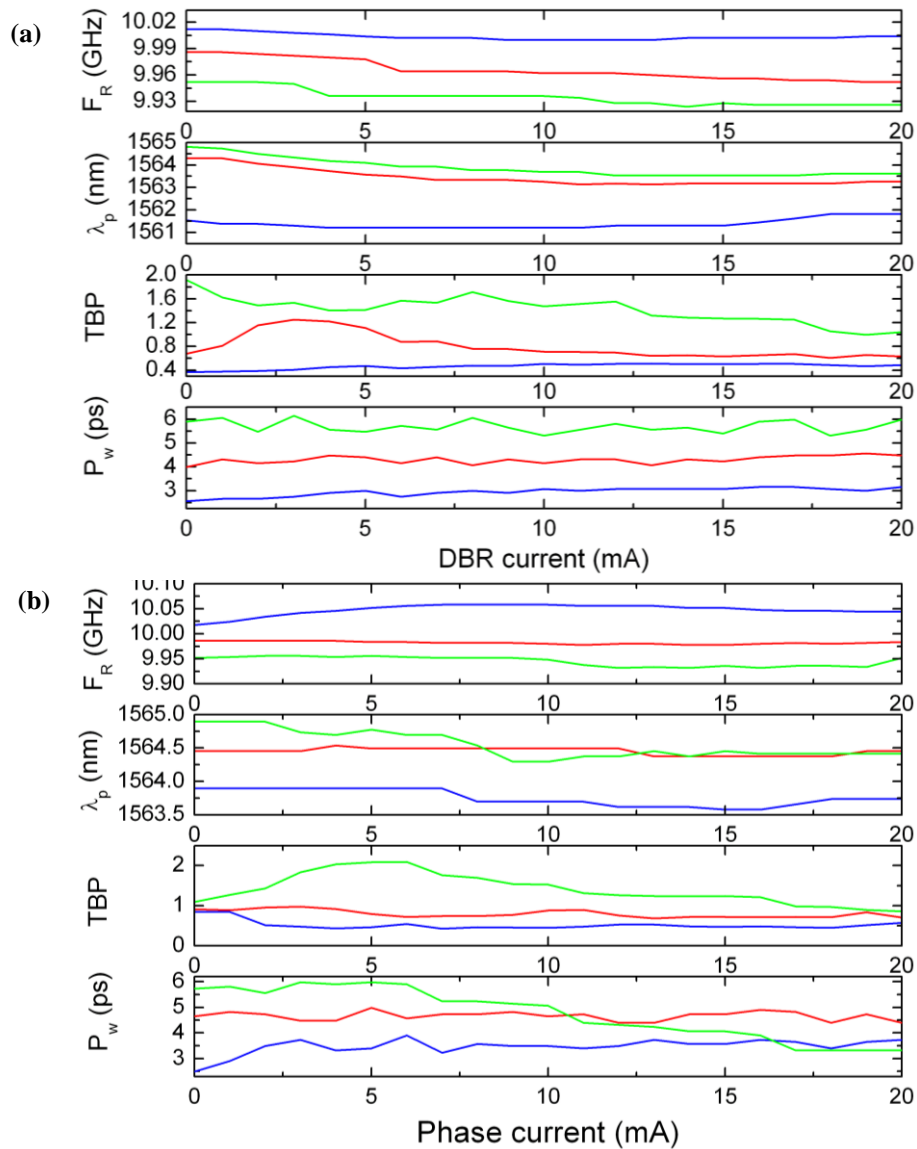 (a)
F_R (GHz)
10.02
9.99
9.96
9.93
0 5 10 15 20
λ_p (nm)
1565
1564
1563
1562
1561
0 5 10 15 20
TBP
2.0
1.6
1.2
0.8
0.4
0 5 10 15 20
P_w (ps)
6
5
4
3
0 5 10 15 20
DBR current (mA)
(b)
F_R (GHz)
10.10
10.05
10.00
9.95
9.90
0 5 10 15 20
λ_p (nm)
1565.0
1564.5
1564.0
1563.5
0 5 10 15 20
TBP
2
1
0
0 5 10 15 20
P_w (ps)
6
5
4
3
0 5 10 15 20
Phase current (mA)